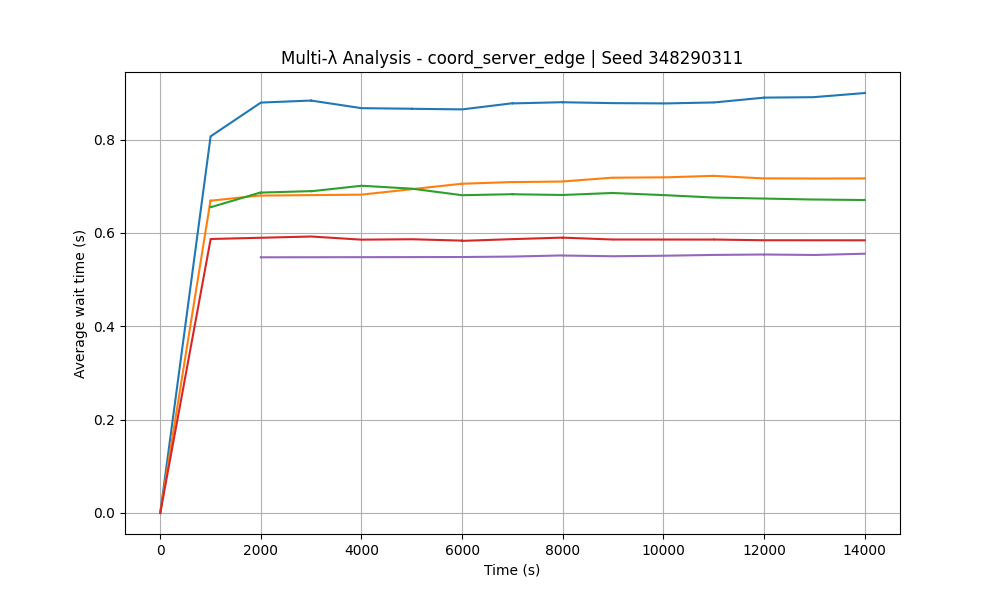 Multi-λ Analysis - coord_server_edge | Seed 348290311
0.8
0.6
0.4
0.2
0.0
Average wait time (s)
0 2000 4000 6000 8000 10000 12000 14000
Time (s)